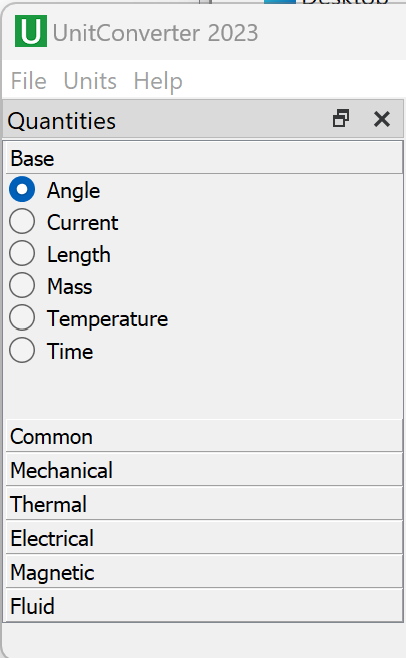 Desktop
U UnitConverter 2023
File Units Help
Quantities
Base
Angle
Current
Length
Mass
Temperature
Time
Common
Mechanical
Thermal
Electrical
Magnetic
Fluid